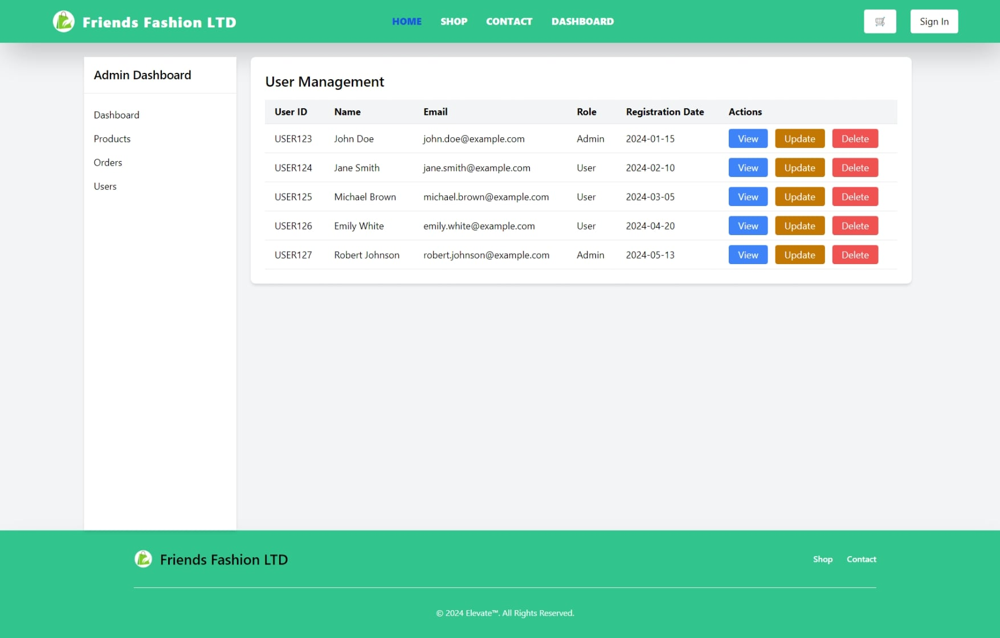 Friends Fashion LTD
HOME SHOP CONTACT DASHBOARD
Sign In
Admin Dashboard
Dashboard
Products
Orders
Users
User Management
User ID Name Email Role Registration Date Actions
USER123 John Doe john.doe@example.com Admin 2024-01-15 View Update Delete
USER124 Jane Smith jane.smith@example.com User 2024-02-10 View Update Delete
USER125 Michael Brown michael.brown@example.com User 2024-03-05 View Update Delete
USER126 Emily White emily.white@example.com User 2024-04-20 View Update Delete
USER127 Robert Johnson robert.johnson@example.com Admin 2024-05-13 View Update Delete
Friends Fashion LTD
Shop Contact
© 2024 Elevate™. All Rights Reserved.